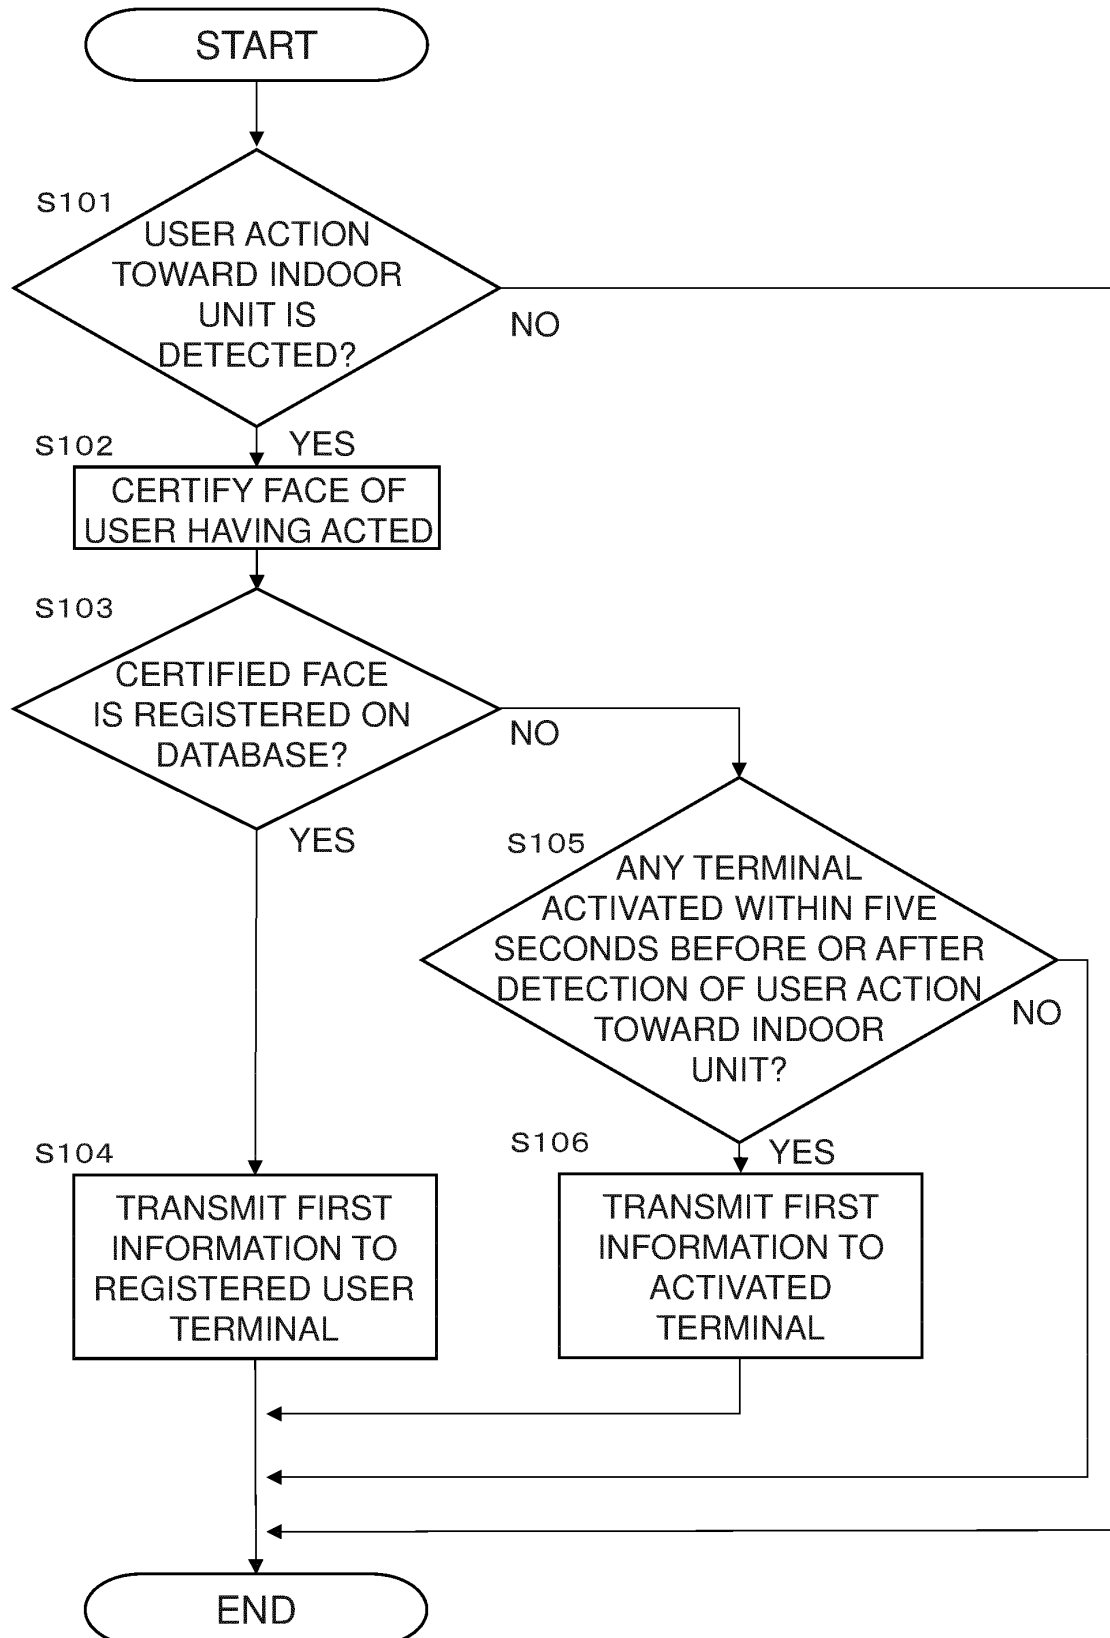 START
S101
USER ACTION
TOWARD INDOOR
UNIT IS
DETECTED?
NO
S102
YES
CERTIFY FACE OF
USER HAVING ACTED
S103
CERTIFIED FACE
IS REGISTERED ON
DATABASE?
NO
YES
S105
ANY TERMINAL
ACTIVATED WITHIN FIVE
SECONDS BEFORE OR AFTER
DETECTION OF USER ACTION
TOWARD INDOOR
UNIT?
NO
S104
TRANSMIT FIRST
INFORMATION TO
REGISTERED USER
TERMINAL
S106
YES
TRANSMIT FIRST
INFORMATION TO
ACTIVATED
TERMINAL
END